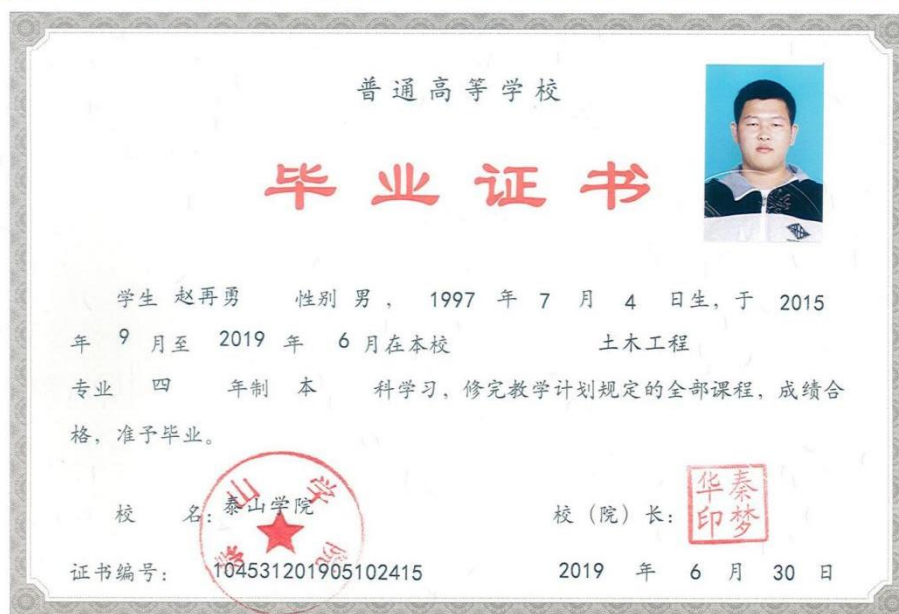 普通高等学校
毕业证书
学生 赵再勇 性别 男 ， 1997 年 7 月 4 日生，于 2015
年 9 月至 2019 年 6 月在本校 土木工程
专业 四 年制 本 科学习，修完教学计划规定的全部课程，成绩合
格，准予毕业。
校 名：泰山学院
校（院）长：
秦梦
华印
证书编号： 104531201905102415
2019 年 6 月 30 日